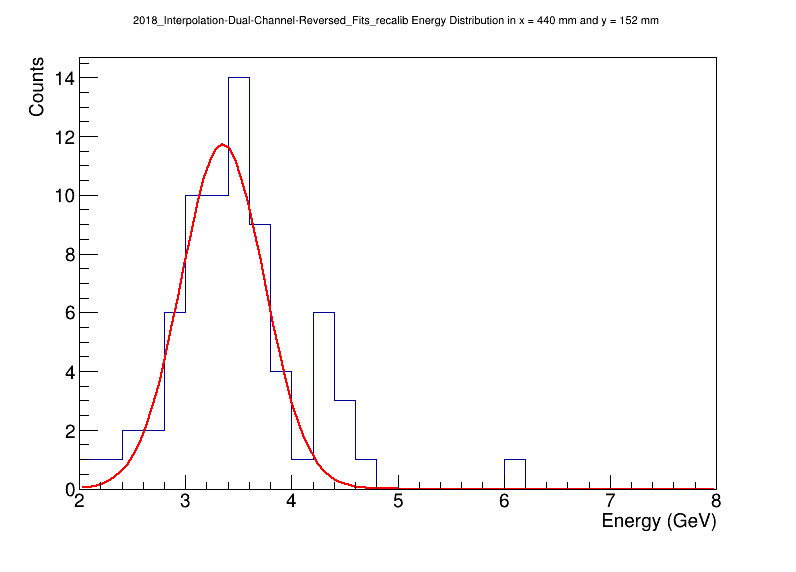 2018_Interpolation-Dual-Channel-Reversed_Fits_recalib Energy Distribution in x = 440 mm and y = 152 mm
Counts
14
12
10
8
6
4
2
0
2 3 4 5 6 7 8
Energy (GeV)